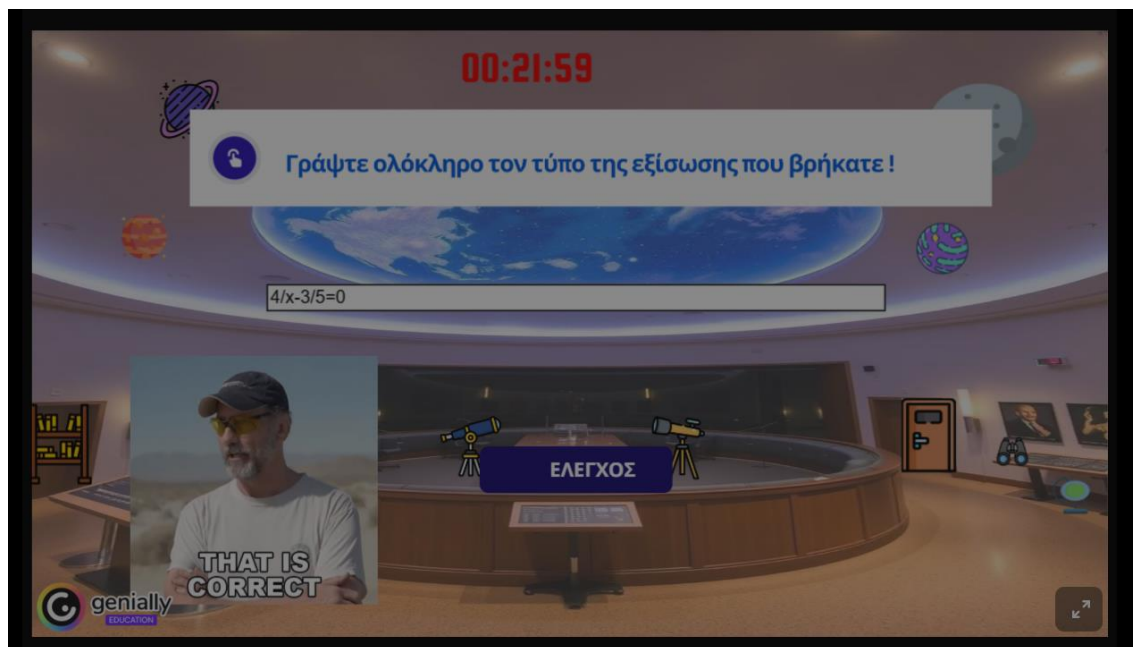 00:21:59
Γράψτε ολόκληρο τον τύπο της εξίσωσης που βρήκατε !
4/x-3/5=0
ΕΛΕΓΧΟΣ
THAT IS
CORRECT
genially
EDUCATION